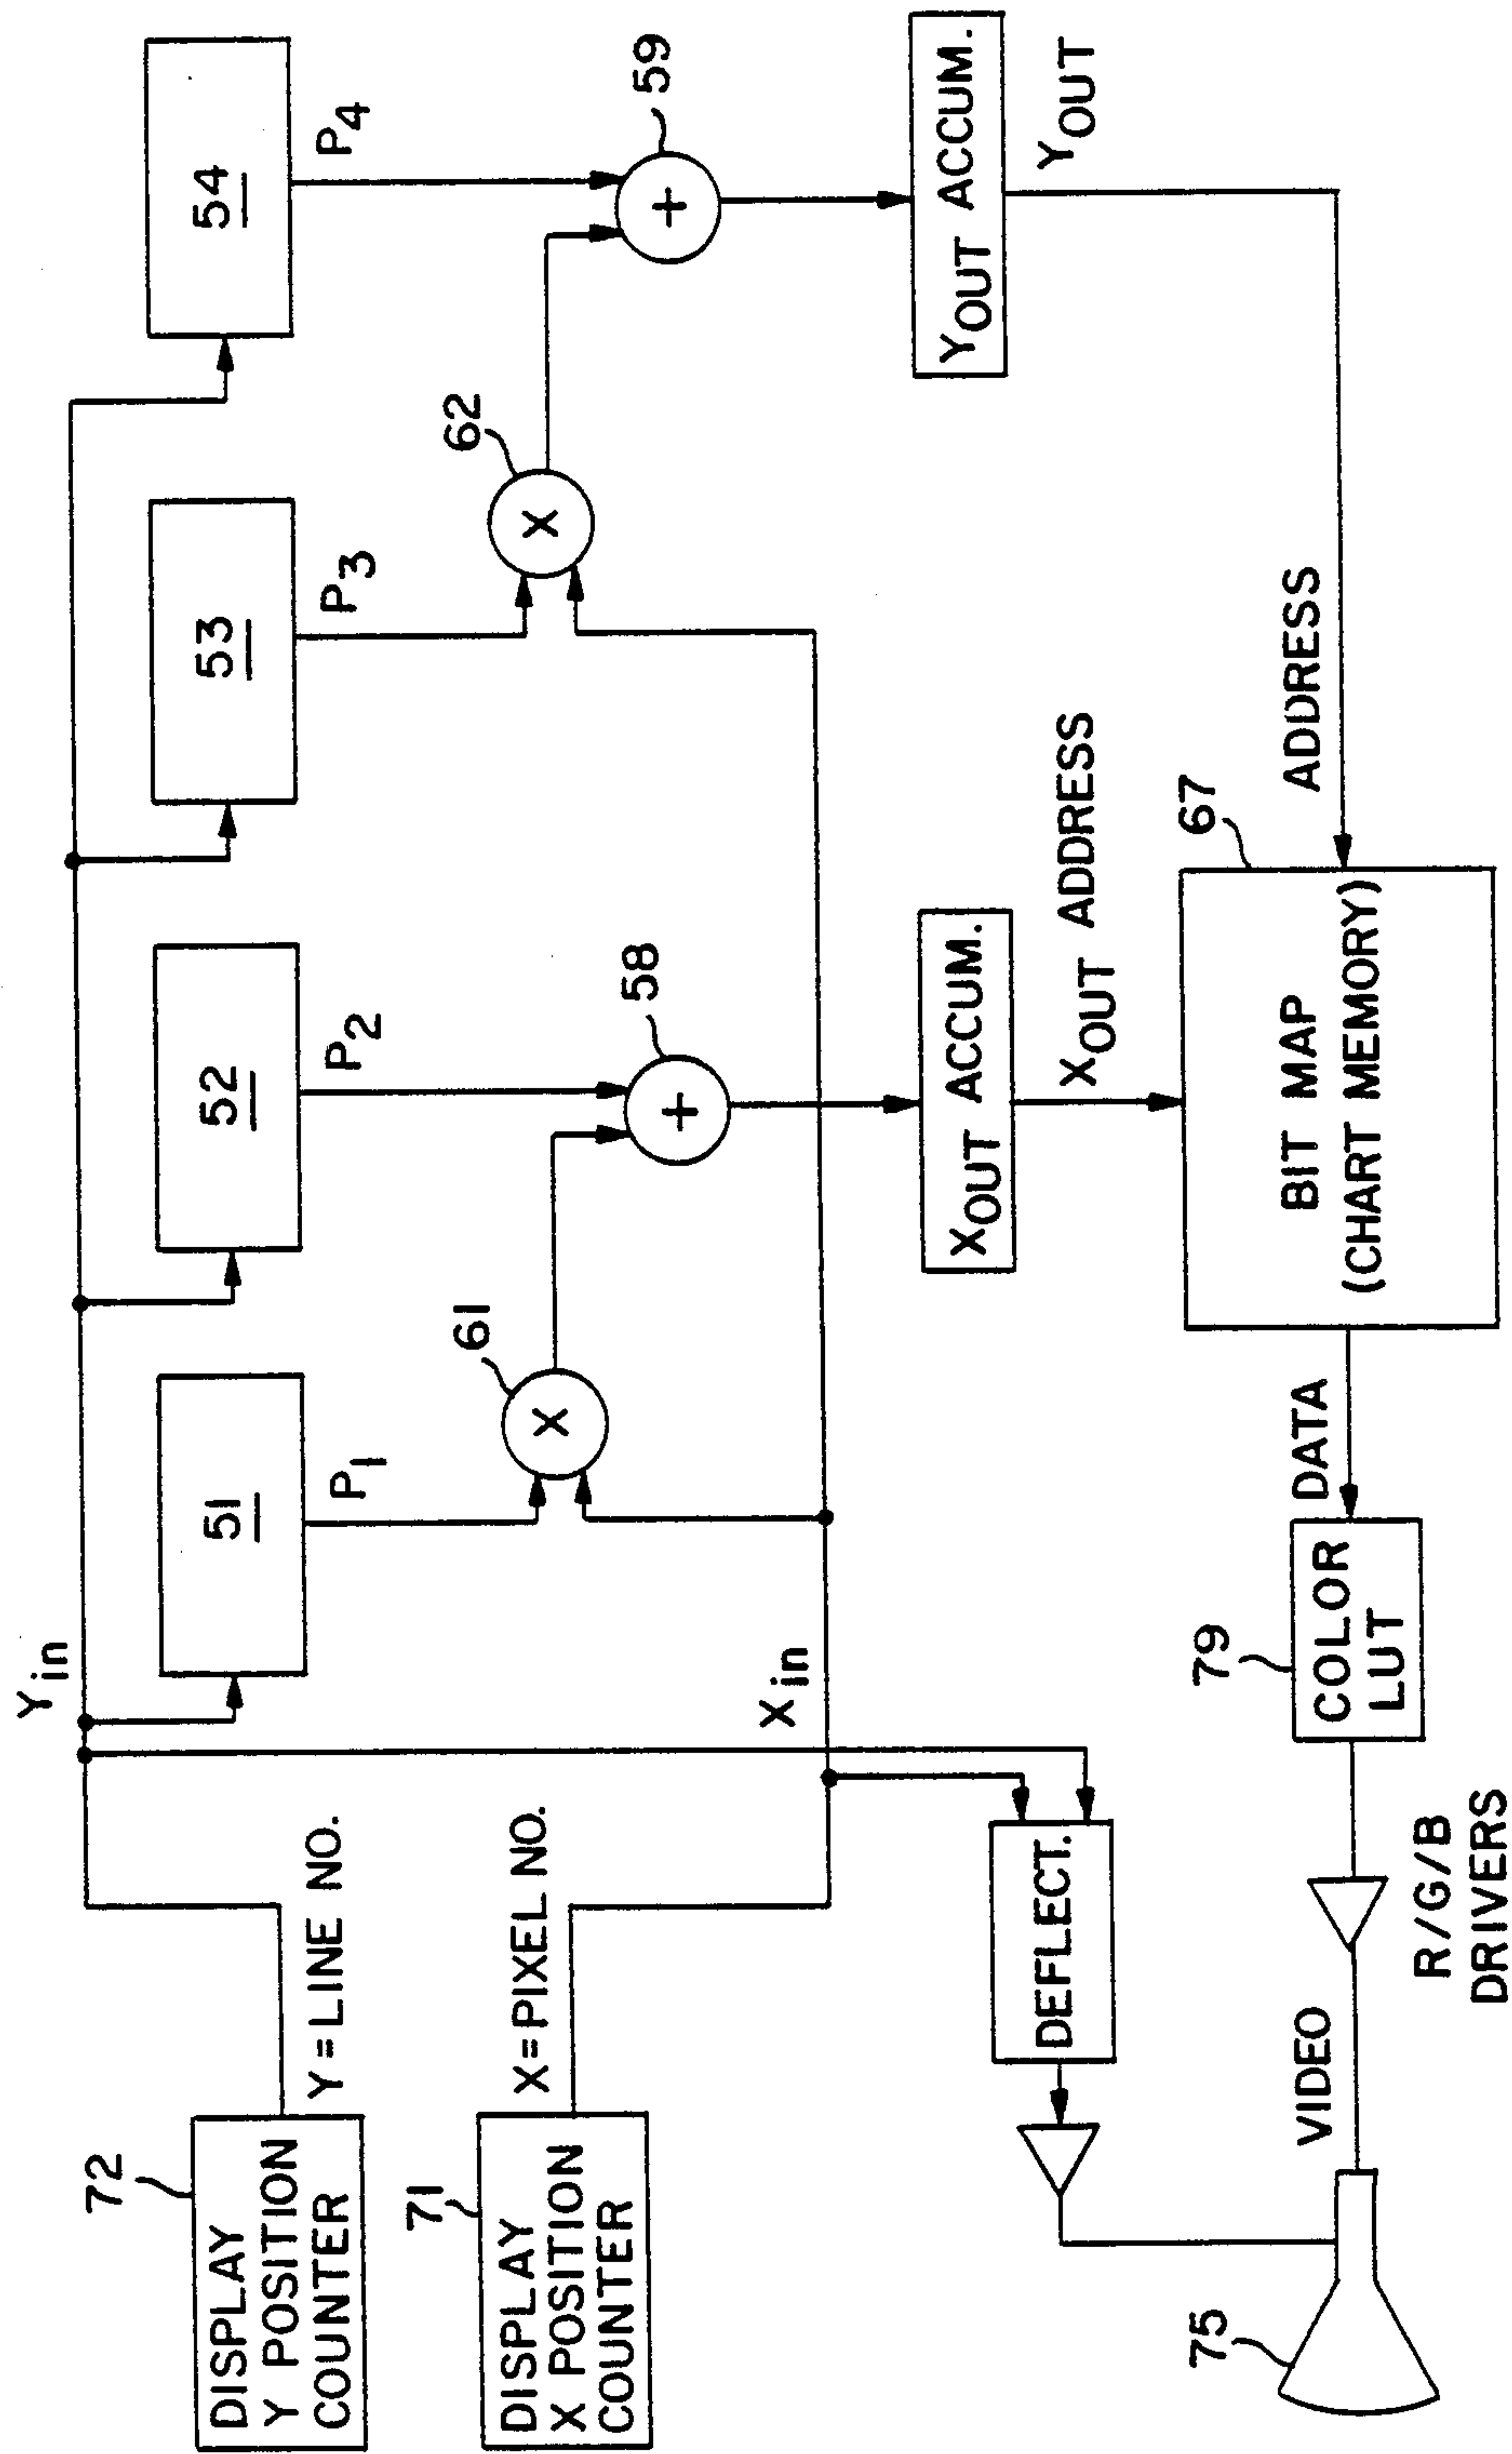 72
DISPLAY
Y POSITION
COUNTER
Y = LINE NO.
Yin
51
P1
52
P2
53
P3
54
P4
71
DISPLAY
X POSITION
COUNTER
X = PIXEL NO.
Xin
61
X
58
+
62
X
59
+
DEFLECT.
XOUT ACCUM.
XOUT ADDRESS
YOUT ACCUM.
YOUT
ADDRESS
75
VIDEO
R/G/B
DRIVERS
79
COLOR
LUT
DATA
67
BIT MAP
(CHART MEMORY)